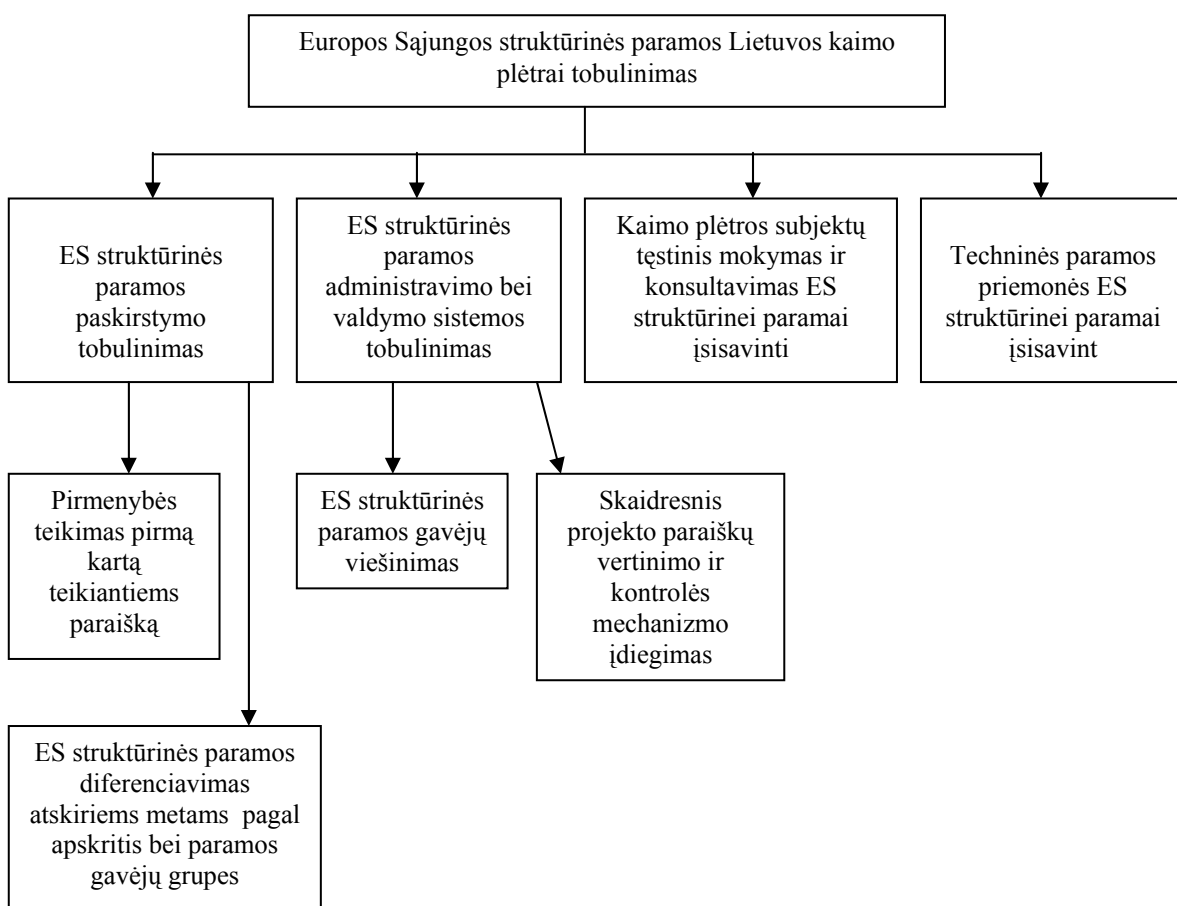 Europos Sąjungos struktūrinės paramos Lietuvos kaimo
plėtrai tobulinimas
ES struktūrinės
paramos
paskirstymo
tobulinimas
ES struktūrinės
paramos
administravimo bei
valdymo sistemos
tobulinimas
Kaimo plėtros subjektų
tęstinis mokymas ir
konsultavimas ES
struktūrinei paramai
įsisavinti
Techninės paramos
priemonės ES
struktūrinei paramai
įsisavint
Pirmenybės
teikimas pirmą
kartą
teikiantiems
paraišką
ES struktūrinės
paramos gavėjų
viešinimas
Skaidresnis
projekto paraiškų
vertinimo ir
kontrolės
mechanizmo
įdiegimas
ES struktūrinės paramos
diferenciavimas
atskiriems metams pagal
apskritis bei paramos
gavėjų grupes